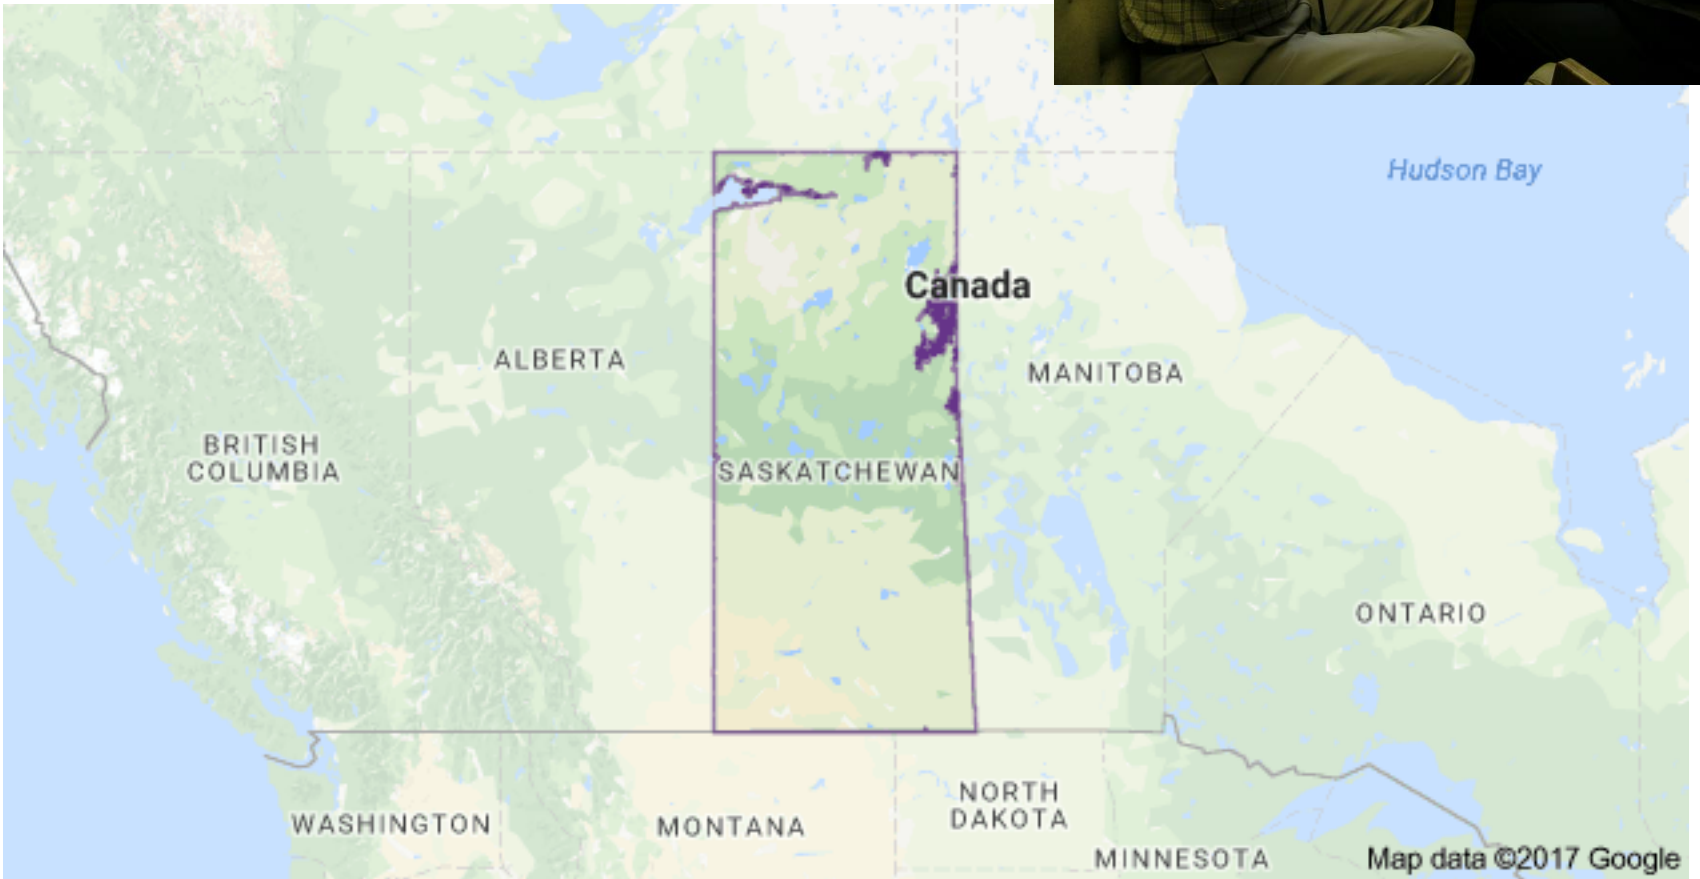 Hudson Bay
Canada
ALBERTA
MANITOBA
BRITISH
COLUMBIA
SASKATCHEWAN
ONTARIO
NORTH
DAKOTA
WASHINGTON
MONTANA
MINNESOTA
Map data ©2017 Google